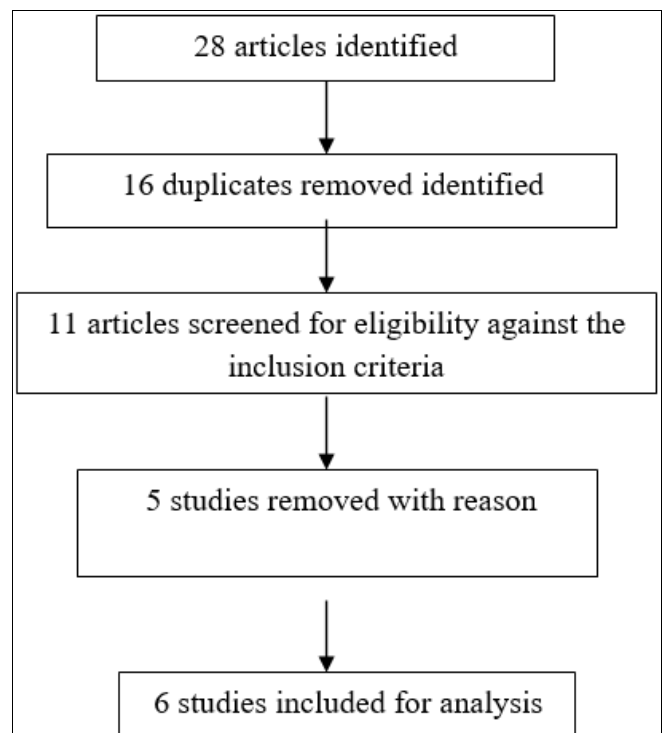 28 articles identified
16 duplicates removed identified
11 articles screened for eligibility against the
inclusion criteria
5 studies removed with reason
6 studies included for analysis